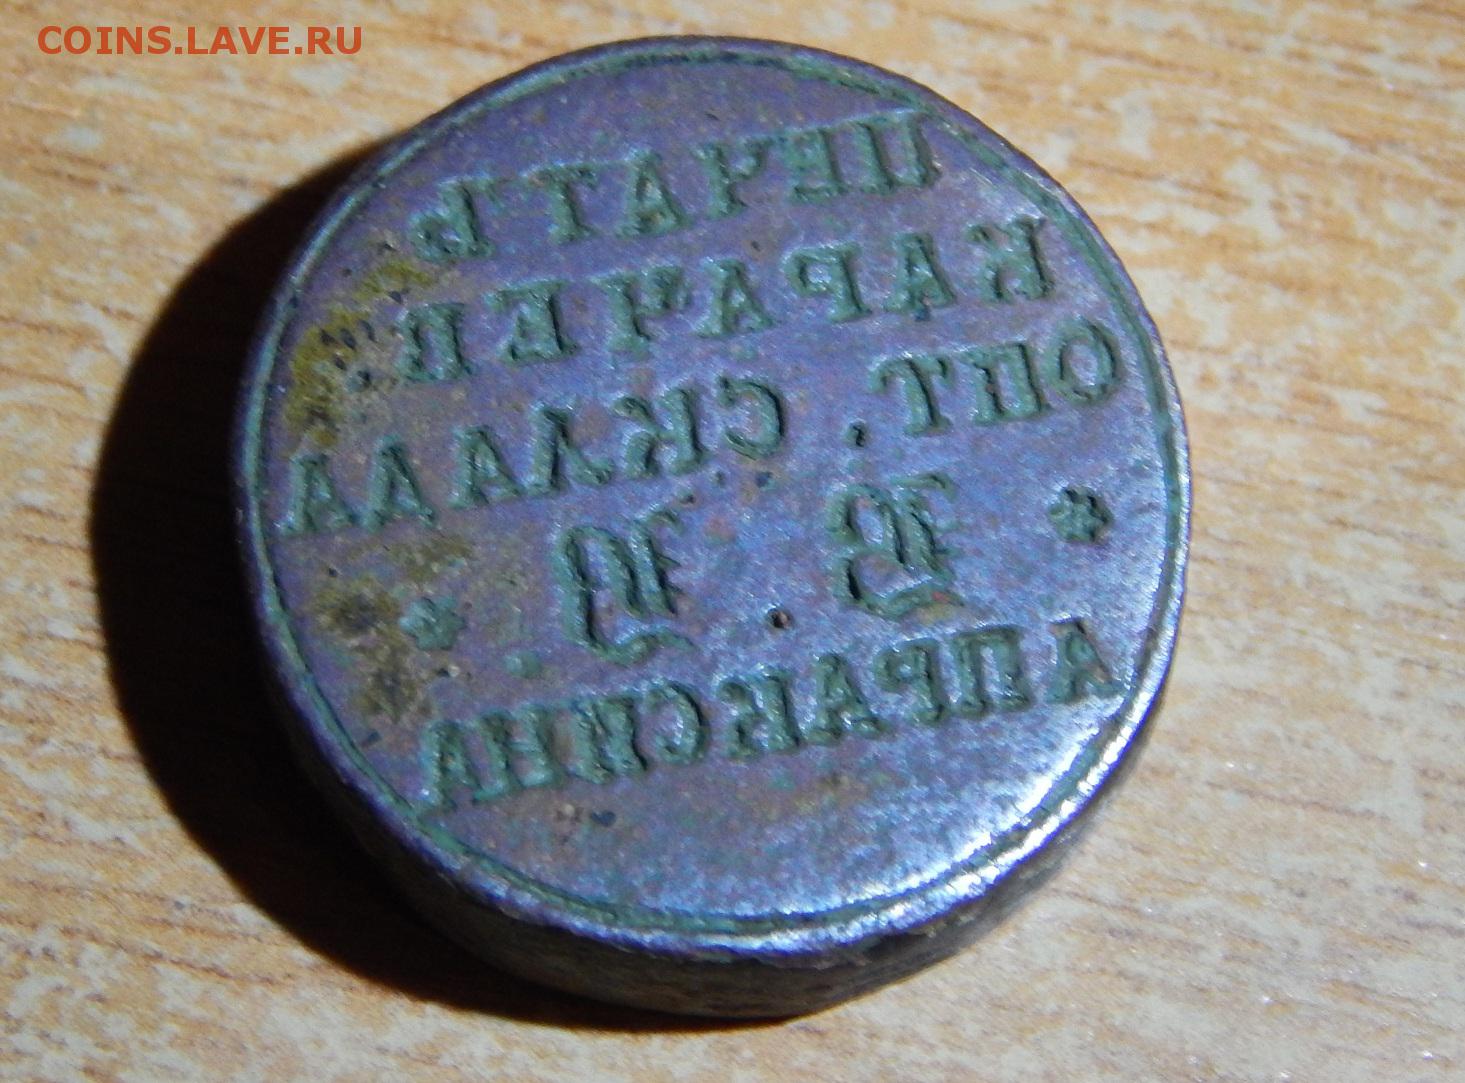 COINS.LAVE.RU
ПЕЧАТЬ
КАРАЧЕВ.
ОПТ. СКЛАДА
* В. *
АПРАКСИНА